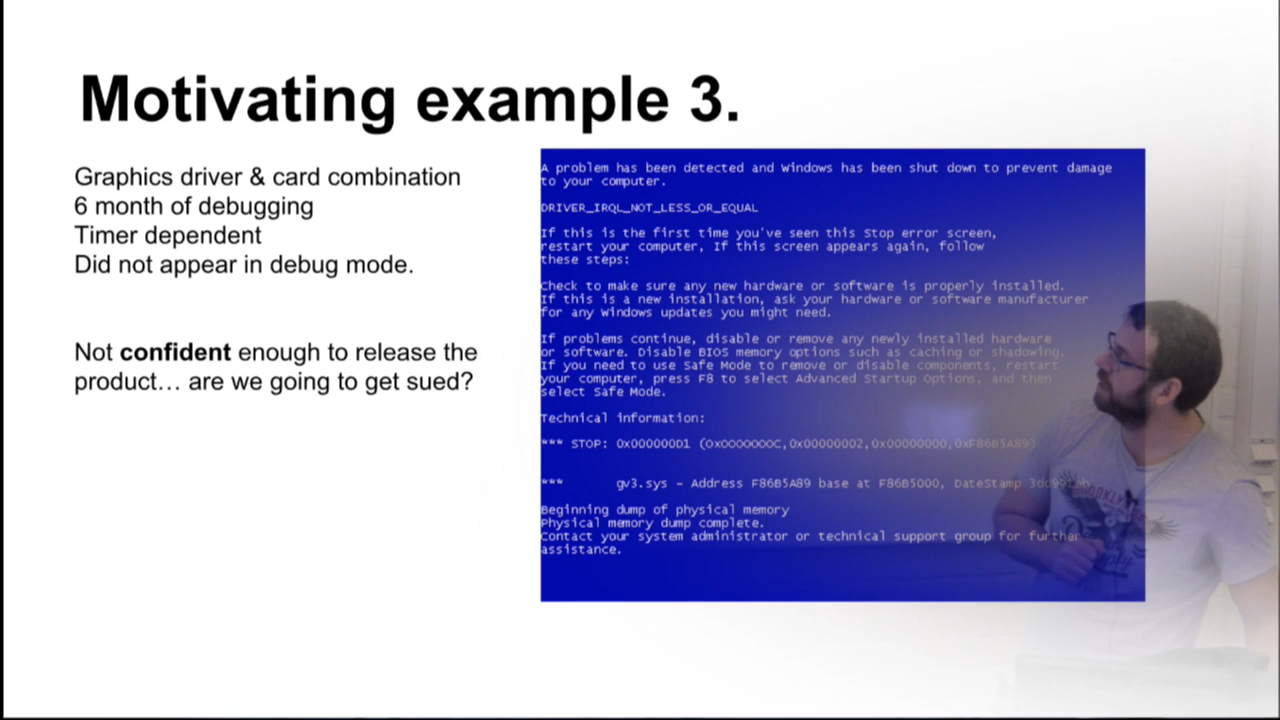 Motivating example 3.
Graphics driver & card combination
6 month of debugging
Timer dependent
Did not appear in debug mode.
Not confident enough to release the
product… are we going to get sued?
A problem has been detected and Windows has been shut down to prevent damage
to your computer.
DRIVER_IRQL_NOT_LESS_OR_EQUAL
If this is the first time you've seen this Stop error screen,
restart your computer, If this screen appears again, follow
these steps:
Check to make sure any new hardware or software is properly installed.
If this is a new installation, ask your hardware or software manufacturer
for any Windows updates you might need.
If problems continue, disable or remove any newly installed hardware
or software. Disable BIOS memory options such as caching or shadowing.
If you need to use Safe Mode to remove or disable components, restart
your computer, press F8 to select Advanced Startup Options, and then
select Safe Mode.
Technical information:
*** STOP: 0x000000D1 (0x0000000C,0x00000002,0x00000000,0xF86B5A89)
*** gv3.sys – Address F86B5A89 base at F86B5000, DateStamp
Beginning dump of physical memory
Physical memory dump complete.
Contact your system administrator or technical support group for further
assistance.